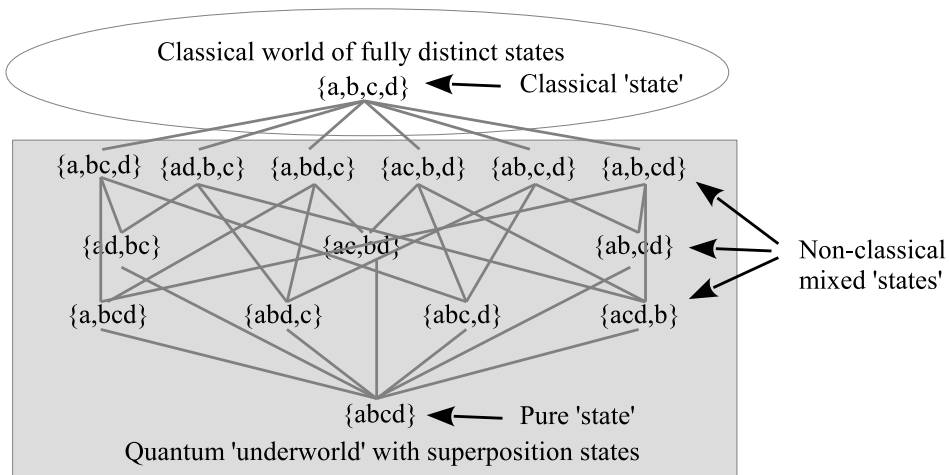 Classical world of fully distinct states
{a,b,c,d} Classical 'state'
{a,bc,d} {ad,b,c} {a,bd,c} {ac,b,d} {ab,c,d} {a,b,cd}
{ad,bc} {ac,bd} {ab,cd}
Non-classical
mixed 'states'
{a,bcd} {abd,c} {abc,d} {acd,b}
{abcd} Pure 'state'
Quantum 'underworld' with superposition states